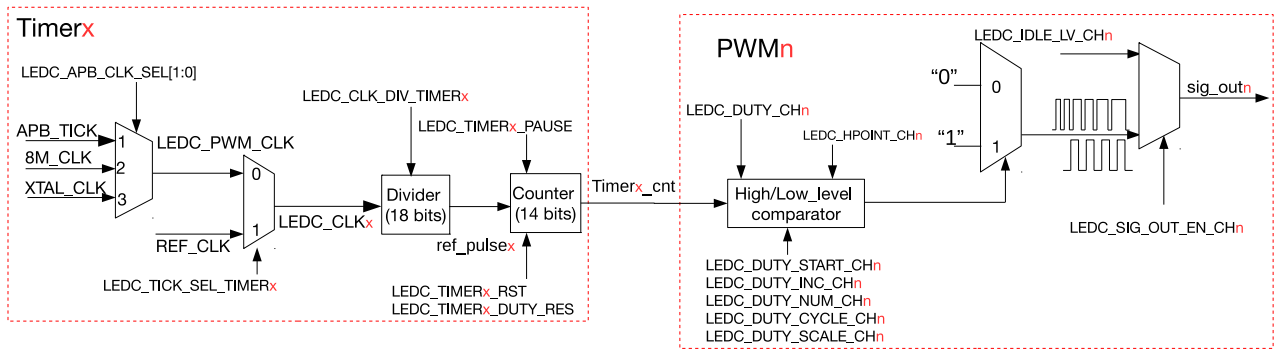 Timerx
LEDC_APB_CLK_SEL[1:0]
APB_TICK
8M_CLK
XTAL_CLK
1
2
3
LEDC_PWM_CLK
REF_CLK
0
1
LEDC_TICK_SEL_TIMERx
LEDC_CLKx
LEDC_CLK_DIV_TIMERx
Divider
(18 bits)
ref_pulsex
LEDC_TIMERx_PAUSE
Counter
(14 bits)
LEDC_TIMERx_RST
LEDC_TIMERx_DUTY_RES
Timerx_cnt
PWMn
LEDC_DUTY_CHn
LEDC_HPOINT_CHn
High/Low_level
comparator
LEDC_DUTY_START_CHn
LEDC_DUTY_INC_CHn
LEDC_DUTY_NUM_CHn
LEDC_DUTY_CYCLE_CHn
LEDC_DUTY_SCALE_CHn
“0”
“1”
0
1
LEDC_IDLE_LV_CHn
LEDC_SIG_OUT_EN_CHn
sig_outn